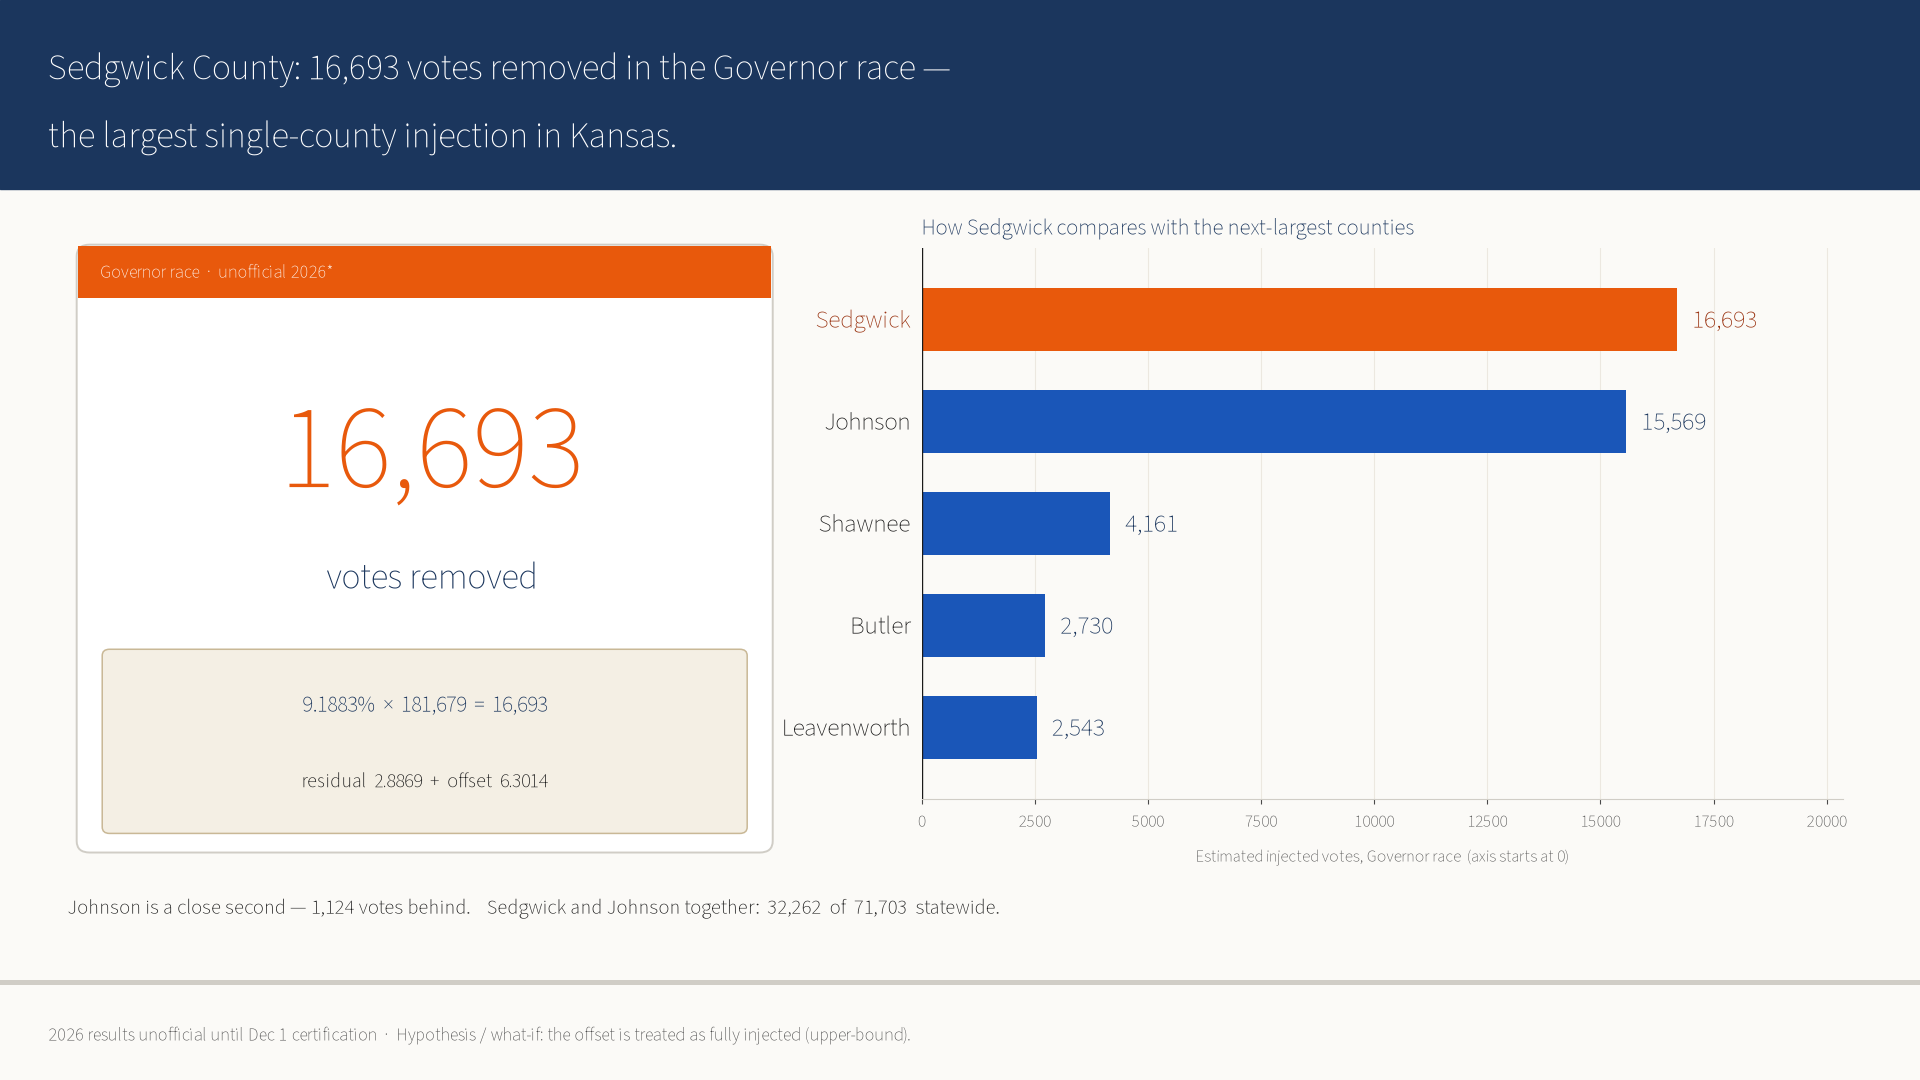 Sedgwick County: 16,693 votes removed in the Governor race —
the largest single-county injection in Kansas.
Governor race · unofficial 2026*
16,693
votes removed
9.1883% × 181,679 = 16,693
residual 2.8869 + offset 6.3014
How Sedgwick compares with the next-largest counties
Sedgwick 16,693
Johnson 15,569
Shawnee 4,161
Butler 2,730
Leavenworth 2,543
0 2500 5000 7500 10000 12500 15000 17500 20000
Estimated injected votes, Governor race (axis starts at 0)
Johnson is a close second — 1,124 votes behind. Sedgwick and Johnson together: 32,262 of 71,703 statewide.
2026 results unofficial until Dec 1 certification · Hypothesis / what-if: the offset is treated as fully injected (upper-bound).